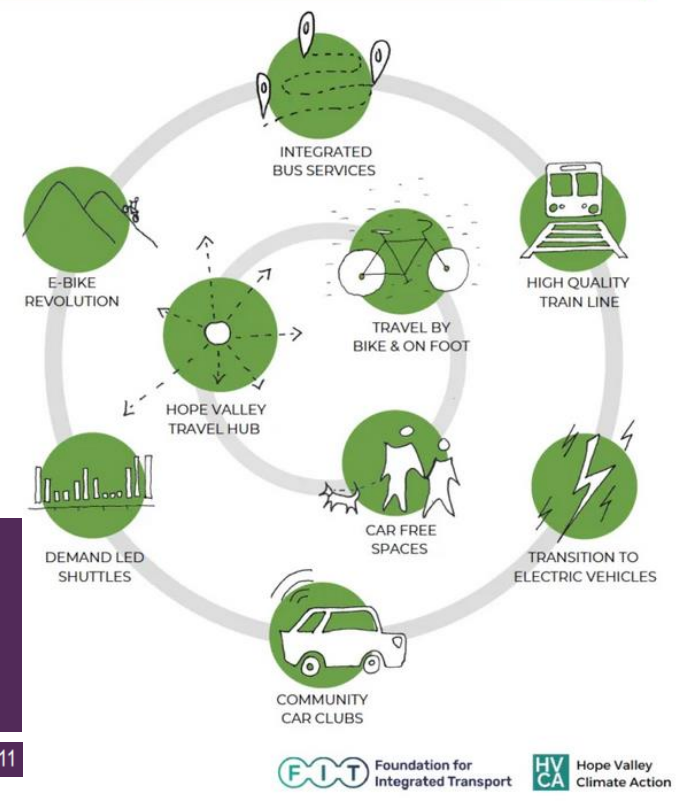 INTEGRATED
BUS SERVICES
E-BIKE
REVOLUTION
HIGH QUALITY
TRAIN LINE
TRAVEL BY
BIKE & ON FOOT
HOPE VALLEY
TRAVEL HUB
CAR FREE
SPACES
DEMAND LED
SHUTTLES
TRANSITION TO
ELECTRIC VEHICLES
COMMUNITY
CAR CLUBS
11
FIT
Foundation for
Integrated Transport
HV
CA
Hope Valley
Climate Action